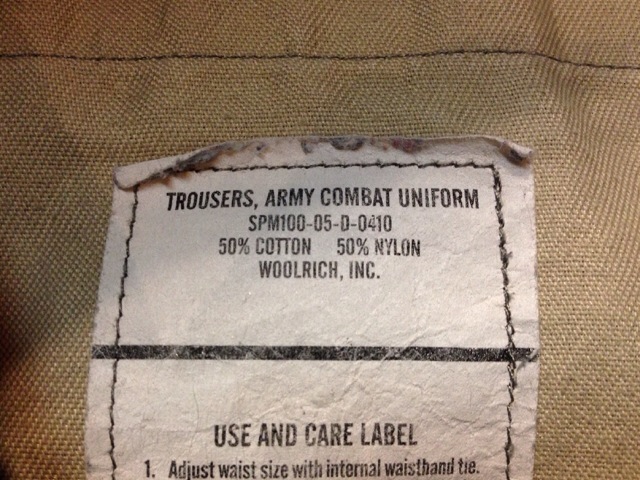 TROUSERS, ARMY COMBAT UNIFORM
SPM100-05-D-0410
50% COTTON 50% NYLON
WOOLRICH, INC.
USE AND CARE LABEL
1. Adjust waist size with internal waistband tie.